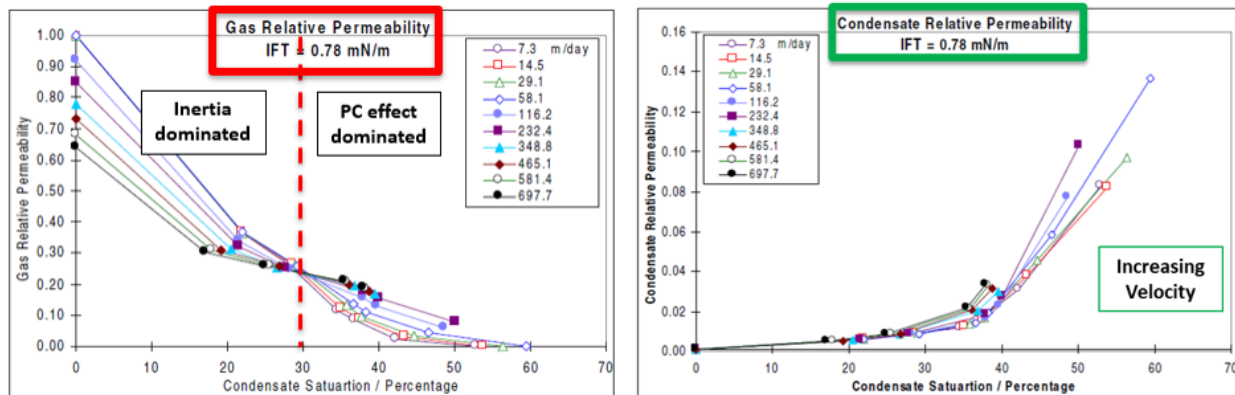 Gas Relative Permeability
IFT = 0.78 mN/m
Inertia
dominated
PC effect
dominated
7.3 m/day
14.5
29.1
58.1
116.2
232.4
348.8
465.1
581.4
697.7
Gas Relative Permeability
1.00
0.90
0.80
0.70
0.60
0.50
0.40
0.30
0.20
0.10
0.00
0 10 20 30 40 50 60 70
Condensate Satuartion / Percentage
Condensate Relative Permeability
IFT = 0.78 mN/m
7.3 m/day
14.5
29.1
58.1
116.2
232.4
348.8
465.1
581.4
697.7
Increasing
Velocity
Condensate Relative Permeability
0.16
0.14
0.12
0.10
0.08
0.06
0.04
0.02
0.00
0 10 20 30 40 50 60 70
Condensate Satuartion / Percentage